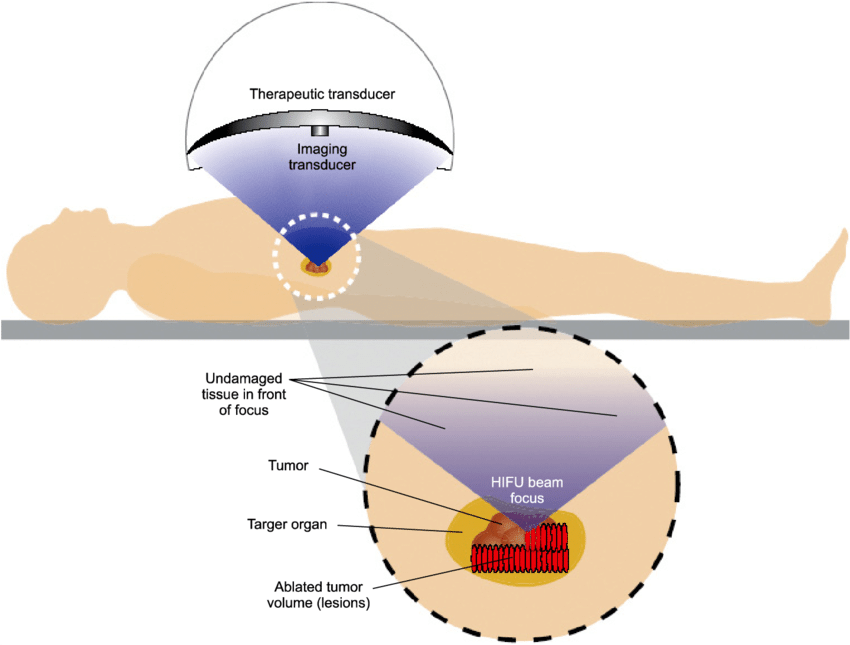 Therapeutic transducer
Imaging
transducer
Undamaged
tissue in front
of focus
Tumor
HIFU beam
focus
Targer organ
Ablated tumor
volume (lesions)